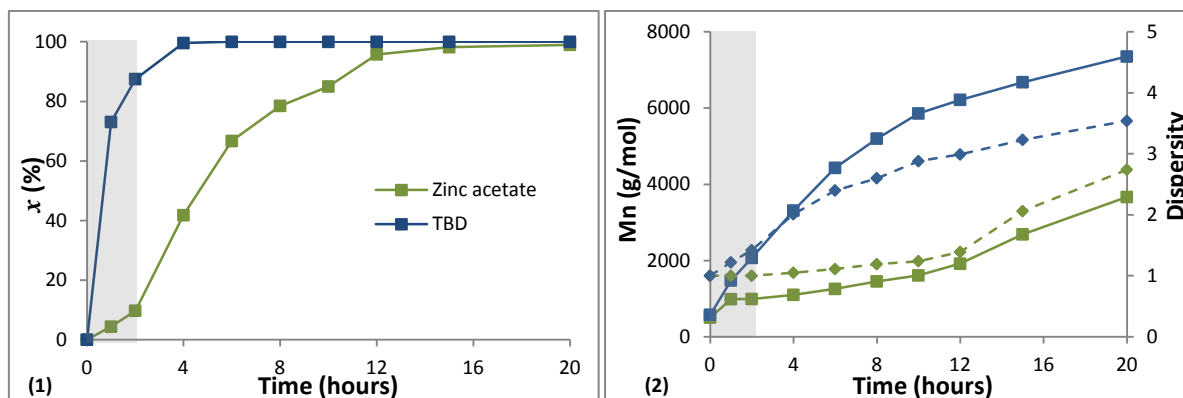 x (%)
100
80
60
40
20
0
0 4 8 12 16 20
Time (hours)
(1)
Zinc acetate
TBD
Mn (g/mol)
8000
6000
4000
2000
0
0 4 8 12 16 20
Time (hours)
(2)
5
4
3
2
1
0
Dispersity